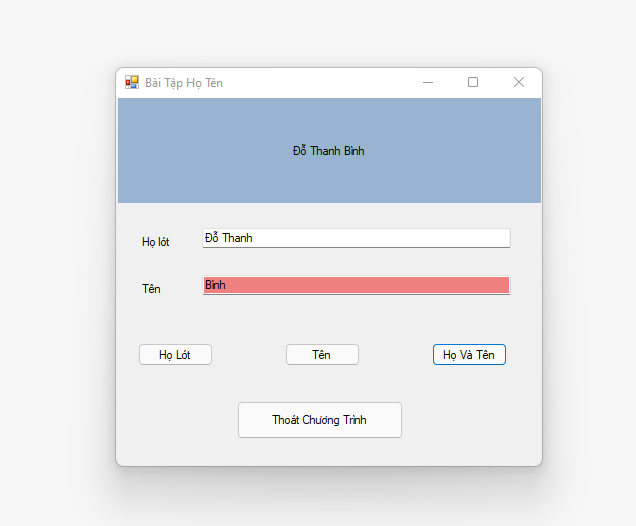 Bài Tập Họ Tên
Đỗ Thanh Bình
Họ lót
Đỗ Thanh
Tên
Bình
Họ Lót
Tên
Họ Và Tên
Thoát Chương Trình